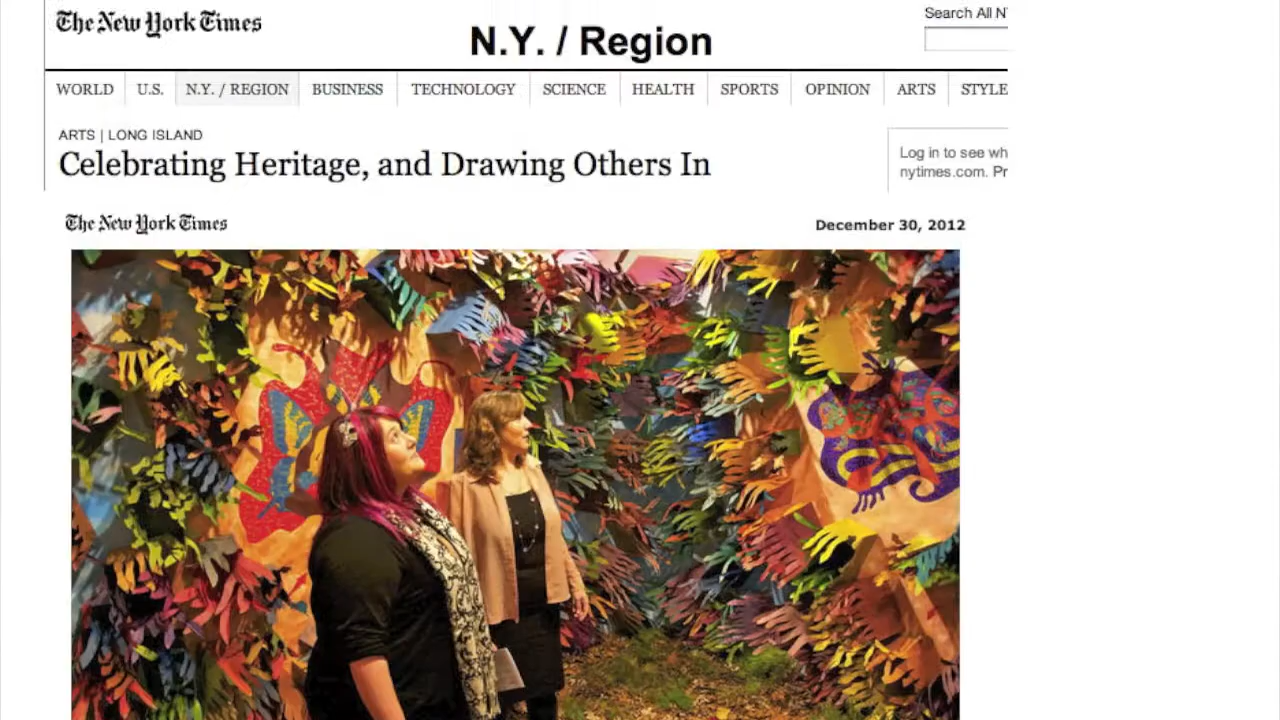 The New York Times
N.Y. / Region
Search All NY
WORLD U.S. N.Y. / REGION BUSINESS TECHNOLOGY SCIENCE HEALTH SPORTS OPINION ARTS STYLE
ARTS | LONG ISLAND
Celebrating Heritage, and Drawing Others In
Log in to see wh
nytimes.com. Pr
The New York Times
December 30, 2012